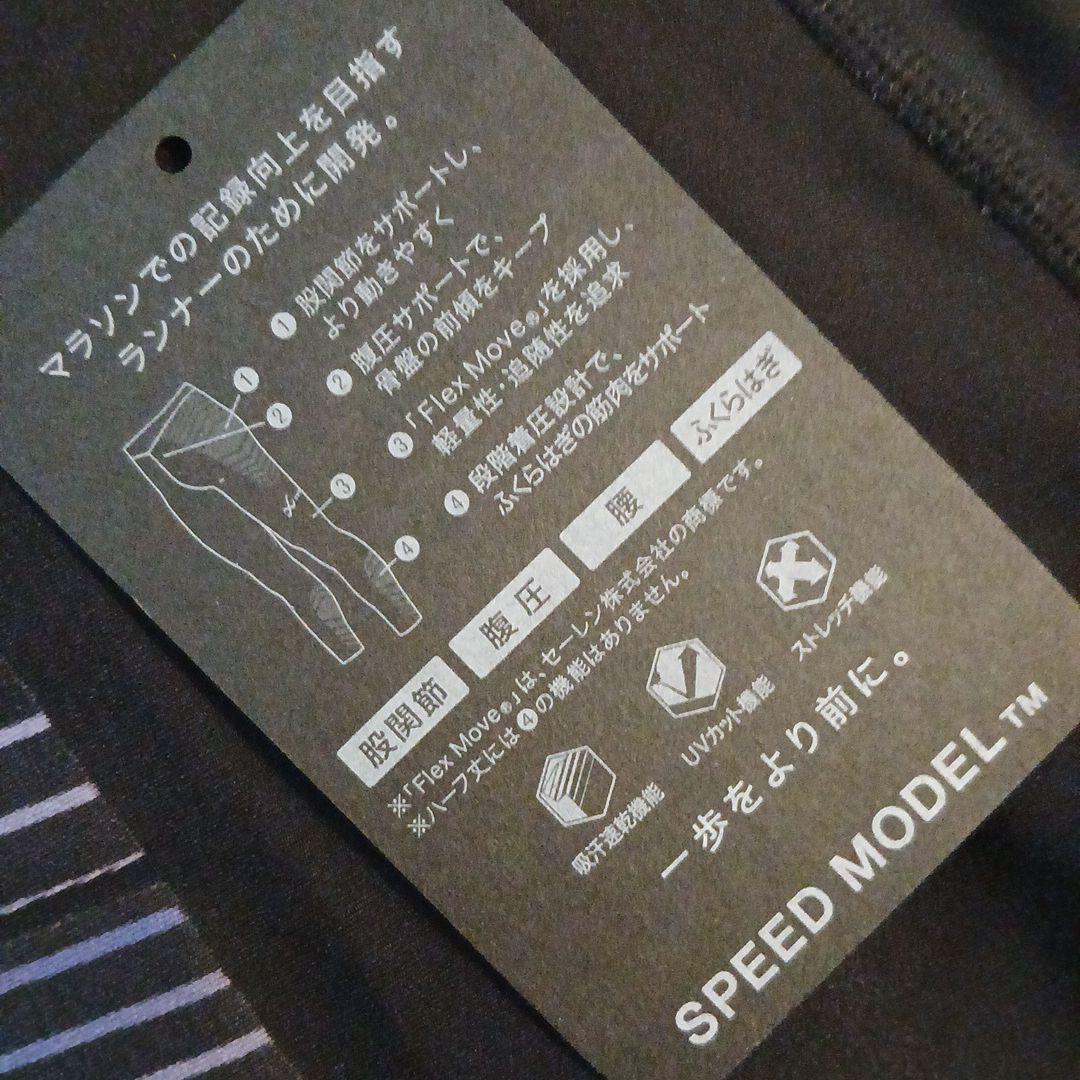 マラソンでの記録向上を目指す
ランナーのために開発。
① 股関節をサポートし、
より動きやすく
② 腹圧サポートで、
骨盤の前傾をキープ
③ 「Flex Move®」を採用し、
軽量性・追随性を追求
④ 段階着圧設計で、
ふくらはぎの筋肉をサポート
①
②
③
④
股関節 腹圧 腰 ふくらはぎ
※「Flex Move®」は、セーレン株式会社の商標です。
※ハーフ丈には④の機能はありません。
吸汗速乾機能 UVカット機能 ストレッチ機能
一歩をより前に。
SPEED MODEL™